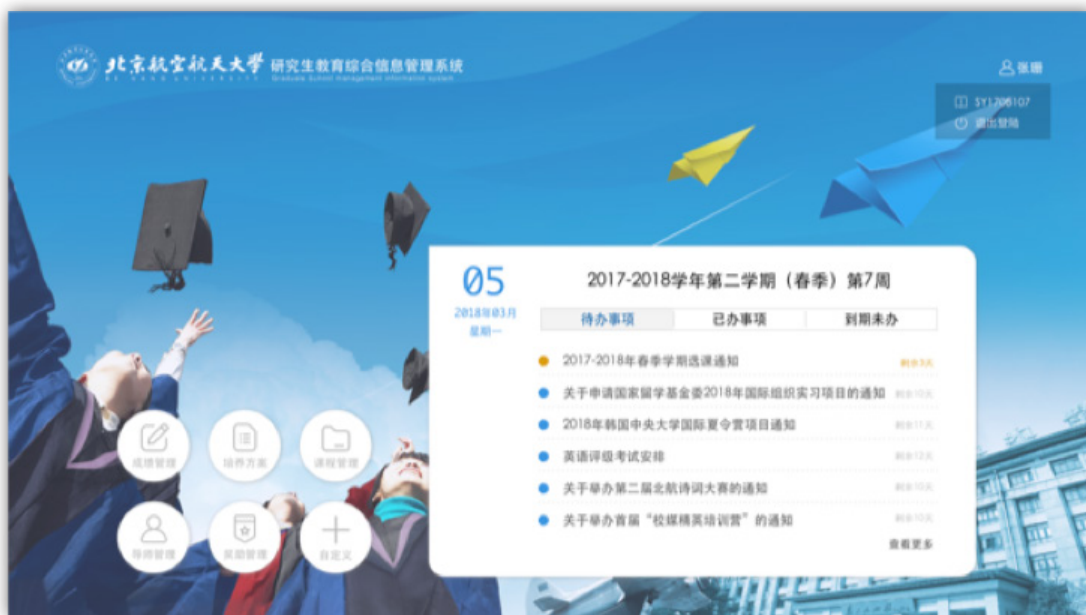 北京航空航天大学 研究生教育综合信息管理系统
BEIHANG UNIVERSITY Graduate School management information system
张珊
SY1706107
退出登陆
05
2018年03月
星期一
2017-2018学年第二学期（春季）第7周
待办事项 已办事项 到期未办
2017-2018年春季学期选课通知 剩余3天
关于申请国家留学基金委2018年国际组织实习项目的通知 剩余10天
2018年韩国中央大学国际夏令营项目通知 剩余11天
英语评级考试安排 剩余12天
关于举办第二届北航诗词大赛的通知 剩余10天
关于举办首届“校媒精英培训营”的通知 剩余10天
查看更多
成绩管理 培养方案 课程管理
导师管理 奖助管理 自定义